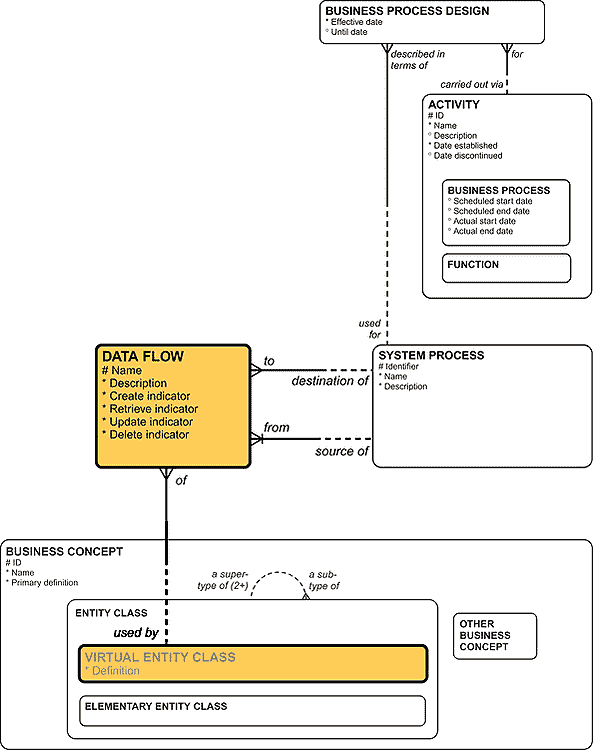 BUSINESS PROCESS DESIGN
* Effective date
° Until date
described in
terms of
for
carried out via
ACTIVITY
# ID
* Name
° Description
* Date established
° Date discontinued
BUSINESS PROCESS
° Scheduled start date
° Scheduled end date
° Actual start date
° Actual end date
FUNCTION
used
for
DATA FLOW
# Name
* Description
* Create indicator
* Retrieve indicator
* Update indicator
* Delete indicator
to
destination of
from
source of
SYSTEM PROCESS
# Identifier
* Name
* Description
of
BUSINESS CONCEPT
# ID
* Name
* Primary definition
a super-
type of (2+)
a sub-
type of
ENTITY CLASS
used by
VIRTUAL ENTITY CLASS
* Definition
ELEMENTARY ENTITY CLASS
OTHER
BUSINESS
CONCEPT